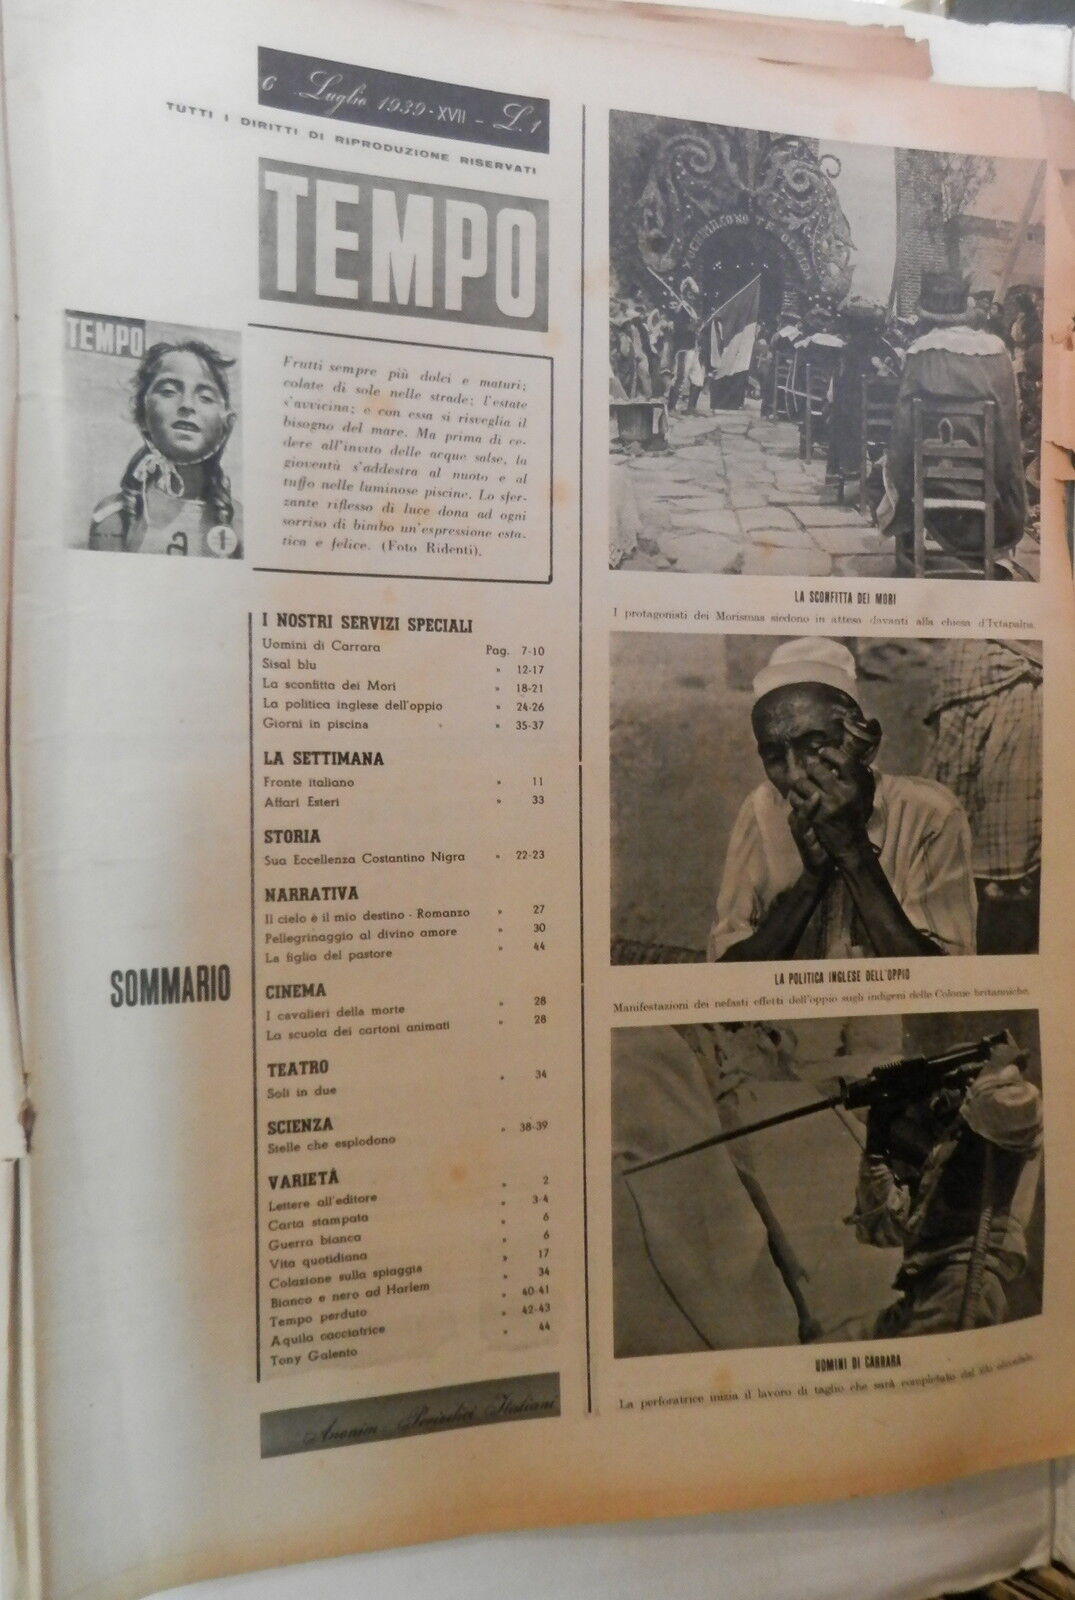 6 Luglio 1939-XVII - L. 1
TUTTI I DIRITTI DI RIPRODUZIONE RISERVATI
TEMPO
TEMPO
1
Frutti sempre più dolci e maturi;
colate di sole nelle strade; l'estate
s'avvicina; e con essa si risveglia il
bisogno del mare. Ma prima di ce-
dere all'invito delle acque salse, la
gioventù s'addestra al nuoto e al
tuffo nelle luminose piscine. Lo sfer-
zante riflesso di luce dona ad ogni
sorriso di bimbo un'espressione esta-
tica e felice. (Foto Ridenti).
SOMMARIO
I NOSTRI SERVIZI SPECIALI
Uomini di Carrara Pag. 7-10
Sisal blu » 12-17
La sconfitta dei Mori » 18-21
La politica inglese dell'oppio » 24-26
Giorni in piscina » 35-37
LA SETTIMANA
Fronte italiano » 11
Affari Esteri » 33
STORIA
Sua Eccellenza Costantino Nigra » 22-23
NARRATIVA
Il cielo è il mio destino - Romanzo » 27
Pellegrinaggio al divino amore » 30
La figlia del pastore » 44
CINEMA
I cavalieri della morte » 28
La scuola dei cartoni animati » 28
TEATRO
Soli in due » 34
SCIENZA
Stelle che esplodono » 38-39
VARIETÀ
Lettere all'editore » 2
Carta stampata » 3-4
Guerra bianca » 6
Vita quotidiana » 6
Colazione sulla spiaggia » 17
Bianco e nero ad Harlem » 34
Tempo perduto » 40-41
Aquila cacciatrice » 42-43
Tony Galento » 44
Anonima Periodici Italiani
XOCHIMILCO NO TE OLVIDA
LA SCONFITTA DEI MORI
I protagonisti dei Morismas siedono in attesa davanti alla chiesa d'Ixtapalpa.
LA POLITICA INGLESE DELL'OPPIO
Manifestazioni dei nefasti effetti dell'oppio sugli indigeni delle Colonie britanniche.
UOMINI DI CARRARA
La perforatrice inizia il lavoro di taglio che sarà completato dal filo